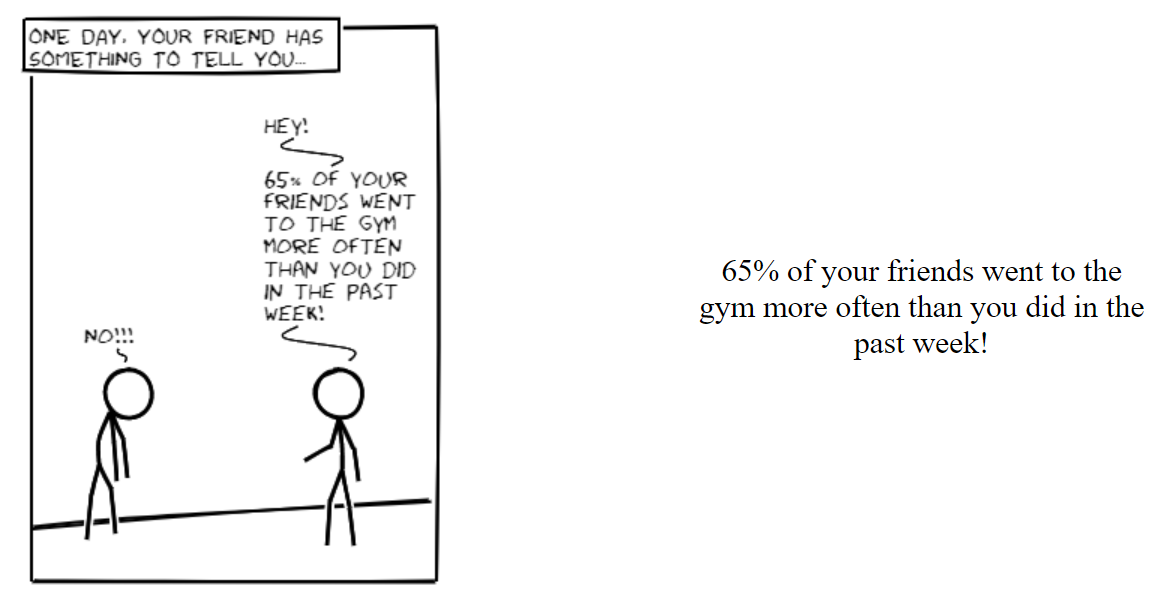 ONE DAY, YOUR FRIEND HAS
SOMETHING TO TELL YOU...
HEY!
65% OF YOUR
FRIENDS WENT
TO THE GYM
MORE OFTEN
THAN YOU DID
IN THE PAST
WEEK!
NO!!!
65% of your friends went to the
gym more often than you did in the
past week!